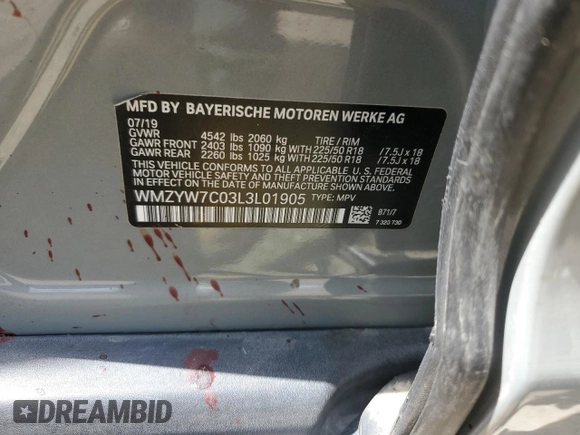 MFD BY BAYERISCHE MOTOREN WERKE AG
07/19
GVWR 4542 lbs 2060 kg TIRE / RIM
GAWR FRONT 2403 lbs 1090 kg WITH 225/50 R18 /7.5J x 18
GAWR REAR 2260 lbs 1025 kg WITH 225/50 R18 /7.5J x 18
THIS VEHICLE CONFORMS TO ALL APPLICABLE U. S. FEDERAL
MOTOR VEHICLE SAFETY AND THEFT PREVENTION STANDARDS
IN EFFECT ON THE DATE OF MANUFACTURE SHOWN ABOVE.
WMZYW7C03L3L01905 TYPE: MPV
B71/7
7 320 730
DREAMBID